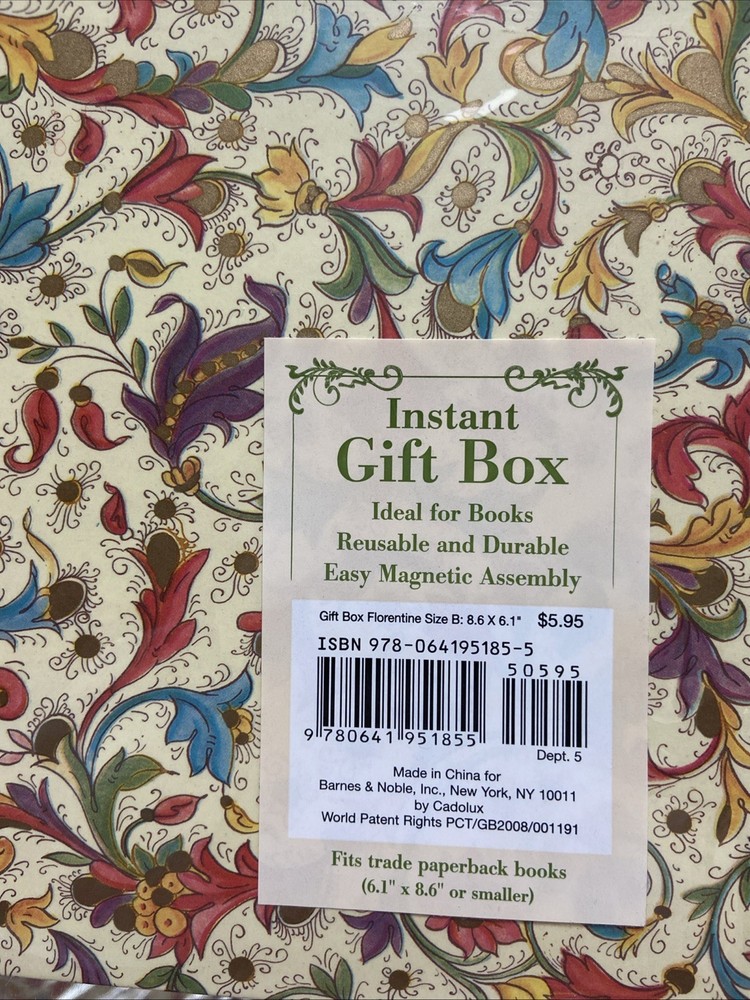 Instant
Gift Box
Ideal for Books
Reusable and Durable
Easy Magnetic Assembly
Gift Box Florentine Size B: 8.6 X 6.1" $5.95
ISBN 978-064195185-5
50595
9 780641 951855
Dept. 5
Made in China for
Barnes & Noble, Inc., New York, NY 10011
by Cadolux
World Patent Rights PCT/GB2008/001191
Fits trade paperback books
(6.1" x 8.6" or smaller)